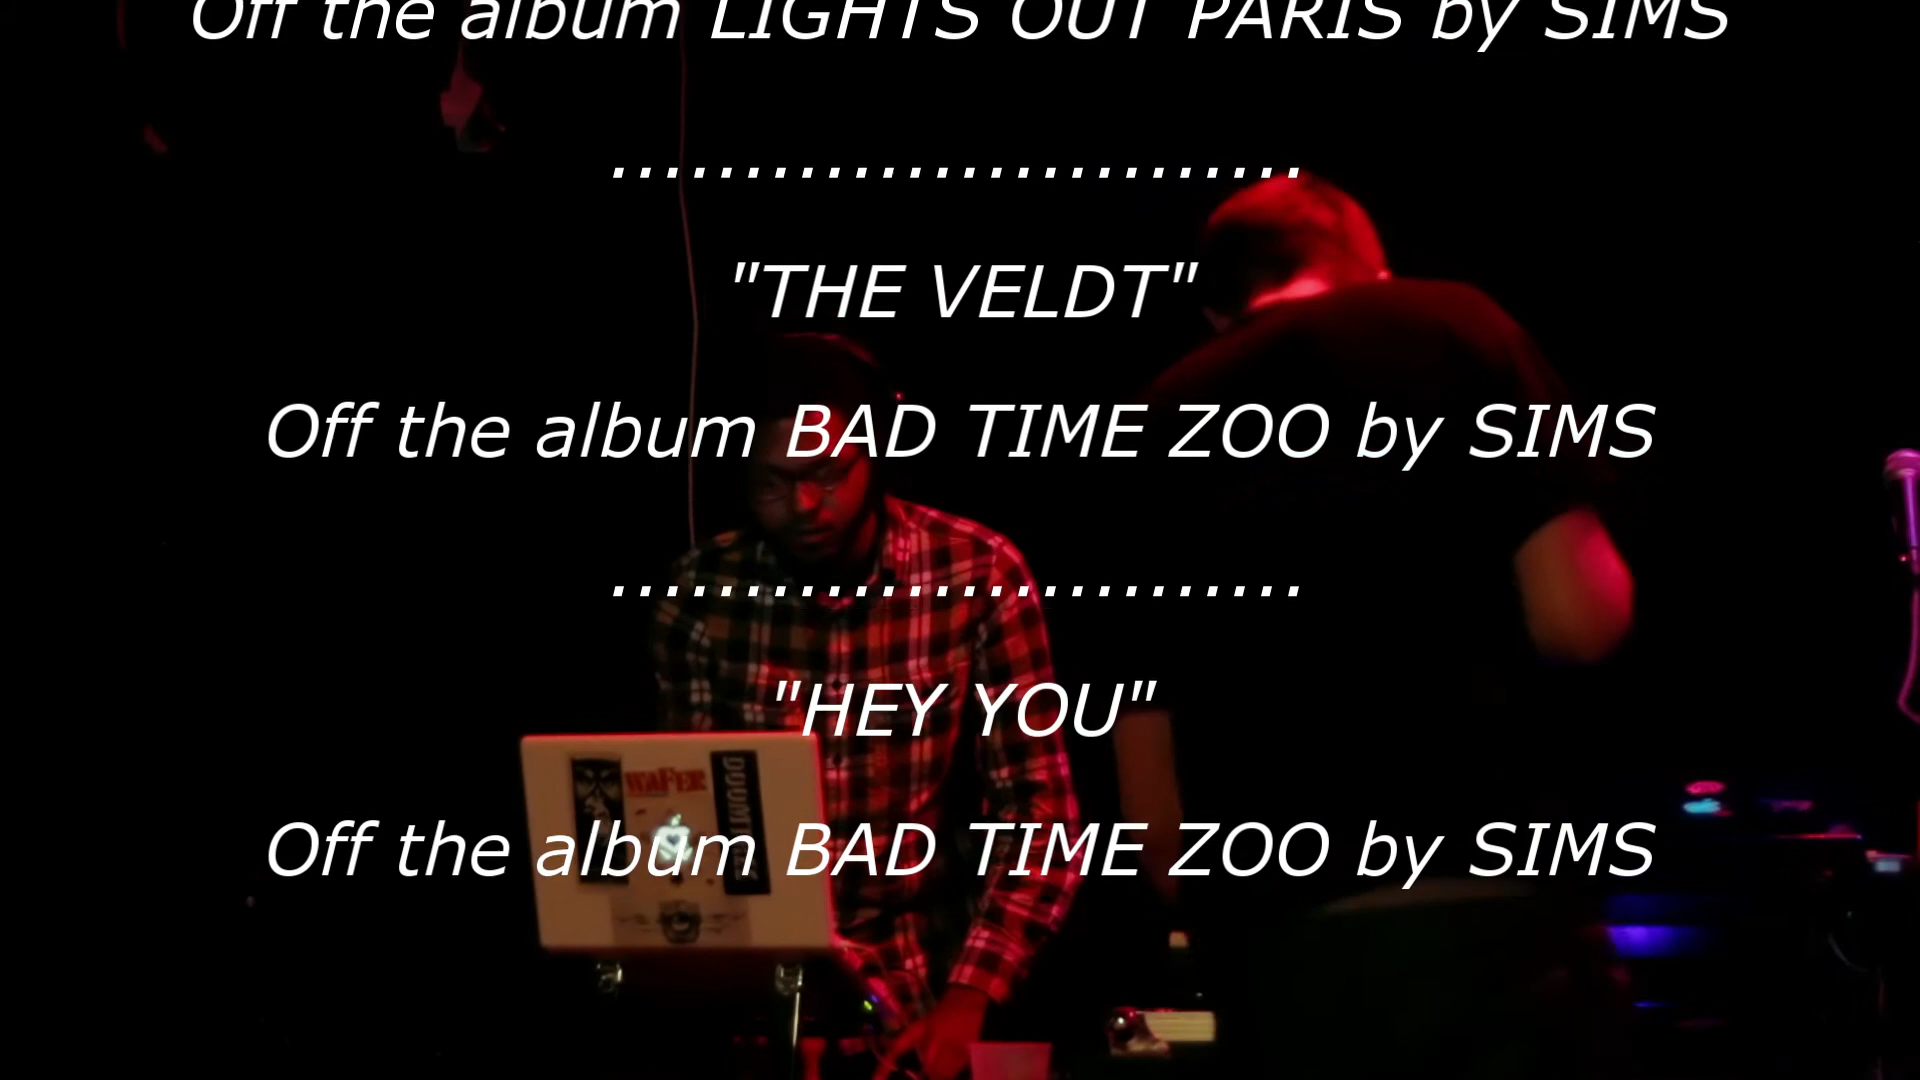 Off the album LIGHTS OUT PARIS by SIMS
..........................
"THE VELDT"
Off the album BAD TIME ZOO by SIMS
..........................
"HEY YOU"
Off the album BAD TIME ZOO by SIMS
WAFER